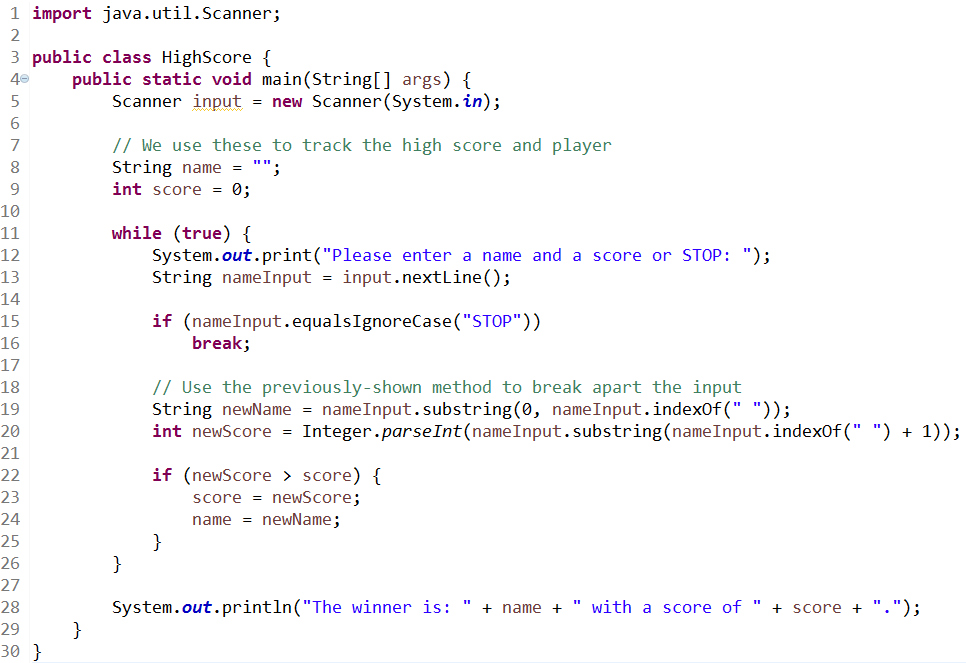 1 import java.util.Scanner;
2
3 public class HighScore {
4 public static void main(String[] args) {
5 Scanner input = new Scanner(System.in);
6
7 // We use these to track the high score and player
8 String name = "";
9 int score = 0;
10
11 while (true) {
12 System.out.print("Please enter a name and a score or STOP: ");
13 String nameInput = input.nextLine();
14
15 if (nameInput.equalsIgnoreCase("STOP"))
16 break;
17
18 // Use the previously-shown method to break apart the input
19 String newName = nameInput.substring(0, nameInput.indexOf(" "));
20 int newScore = Integer.parseInt(nameInput.substring(nameInput.indexOf(" ") + 1));
21
22 if (newScore > score) {
23 score = newScore;
24 name = newName;
25 }
26 }
27
28 System.out.println("The winner is: " + name + " with a score of " + score + ".");
29 }
30 }